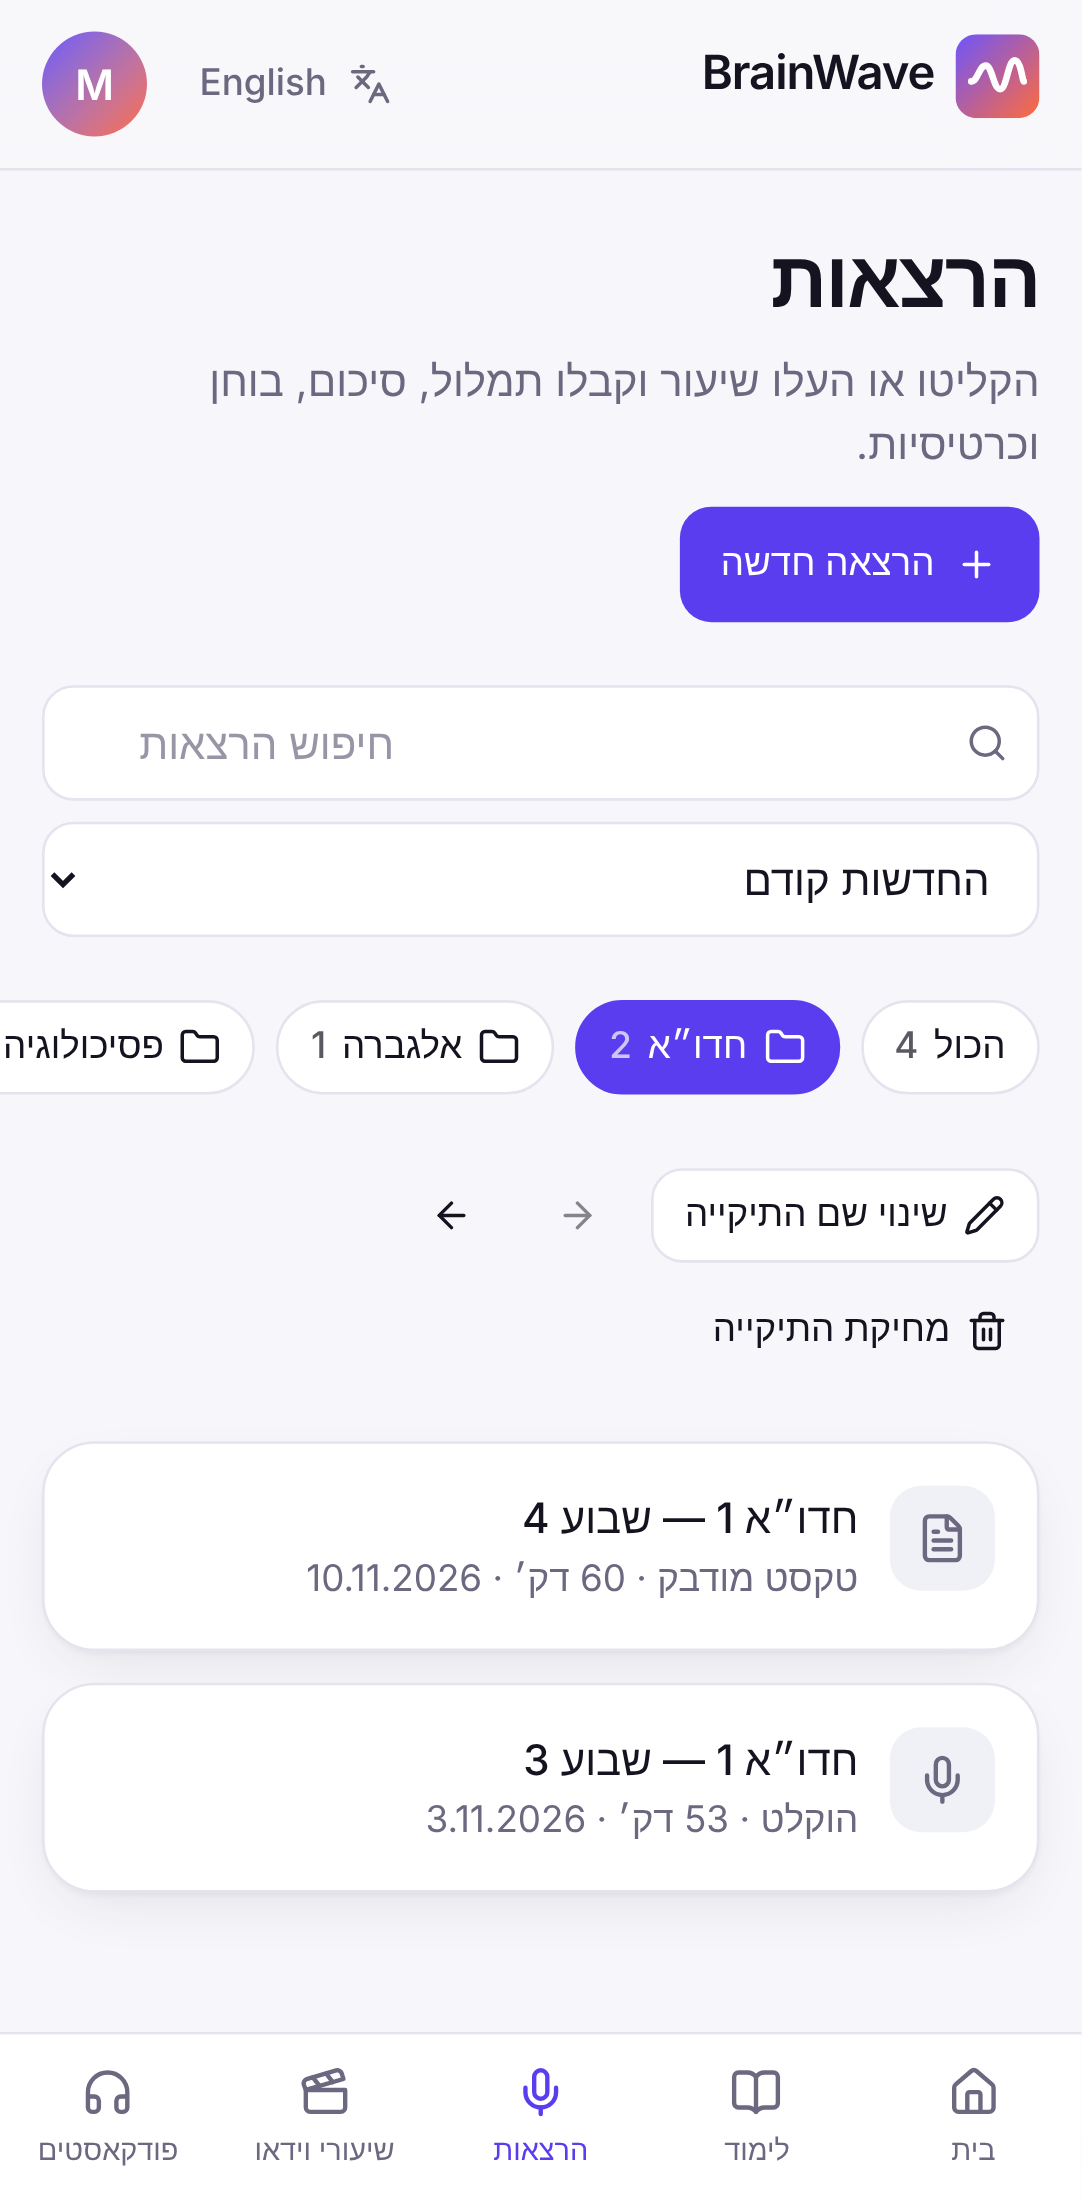 BrainWave
English
M
הרצאות
הקליטו או העלו שיעור וקבלו תמלול, סיכום, בוחן
וכרטיסיות.
הרצאה חדשה
חיפוש הרצאות
החדשות קודם
הכול 4
חדו״א 2
אלגברה 1
פסיכולוגיה
שינוי שם התיקייה
מחיקת התיקייה
חדו״א 1 — שבוע 4
טקסט מודבק · 60 דק׳ · 10.11.2026
חדו״א 1 — שבוע 3
הוקלט · 53 דק׳ · 3.11.2026
בית
לימוד
הרצאות
שיעורי וידאו
פודקאסטים